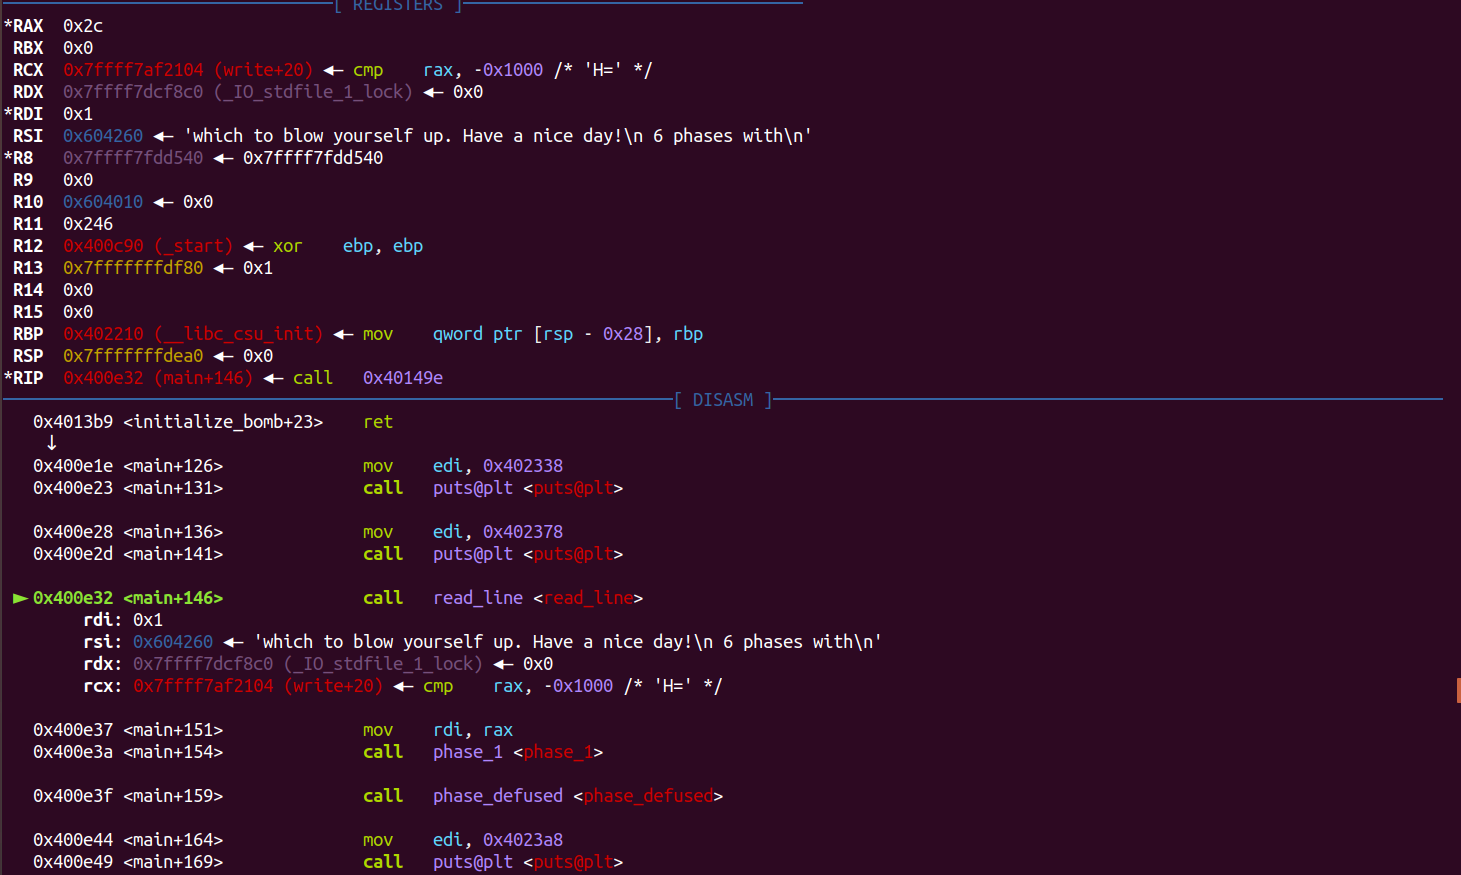 [ REGISTERS ]
*RAX  0x2c
 RBX  0x0
 RCX  0x7ffff7af2104 (write+20) ◂— cmp    rax, -0x1000 /* 'H=' */
 RDX  0x7ffff7dcf8c0 (_IO_stdfile_1_lock) ◂— 0x0
*RDI  0x1
 RSI  0x604260 ◂— 'which to blow yourself up. Have a nice day!\n 6 phases with\n'
*R8   0x7ffff7fdd540 ◂— 0x7ffff7fdd540
 R9   0x0
 R10  0x604010 ◂— 0x0
 R11  0x246
 R12  0x400c90 (_start) ◂— xor    ebp, ebp
 R13  0x7fffffffdf80 ◂— 0x1
 R14  0x0
 R15  0x0
 RBP  0x402210 (__libc_csu_init) ◂— mov    qword ptr [rsp - 0x28], rbp
 RSP  0x7fffffffdea0 ◂— 0x0
*RIP  0x400e32 (main+146) ◂— call   0x40149e
[ DISASM ]
   0x4013b9 <initialize_bomb+23>    ret
    ↓
   0x400e1e <main+126>              mov    edi, 0x402338
   0x400e23 <main+131>              call   puts@plt <puts@plt>
   0x400e28 <main+136>              mov    edi, 0x402378
   0x400e2d <main+141>              call   puts@plt <puts@plt>
 ► 0x400e32 <main+146>              call   read_line <read_line>
        rdi: 0x1
        rsi: 0x604260 ◂— 'which to blow yourself up. Have a nice day!\n 6 phases with\n'
        rdx: 0x7ffff7dcf8c0 (_IO_stdfile_1_lock) ◂— 0x0
        rcx: 0x7ffff7af2104 (write+20) ◂— cmp    rax, -0x1000 /* 'H=' */
   0x400e37 <main+151>              mov    rdi, rax
   0x400e3a <main+154>              call   phase_1 <phase_1>
   0x400e3f <main+159>              call   phase_defused <phase_defused>
   0x400e44 <main+164>              mov    edi, 0x4023a8
   0x400e49 <main+169>              call   puts@plt <puts@plt>